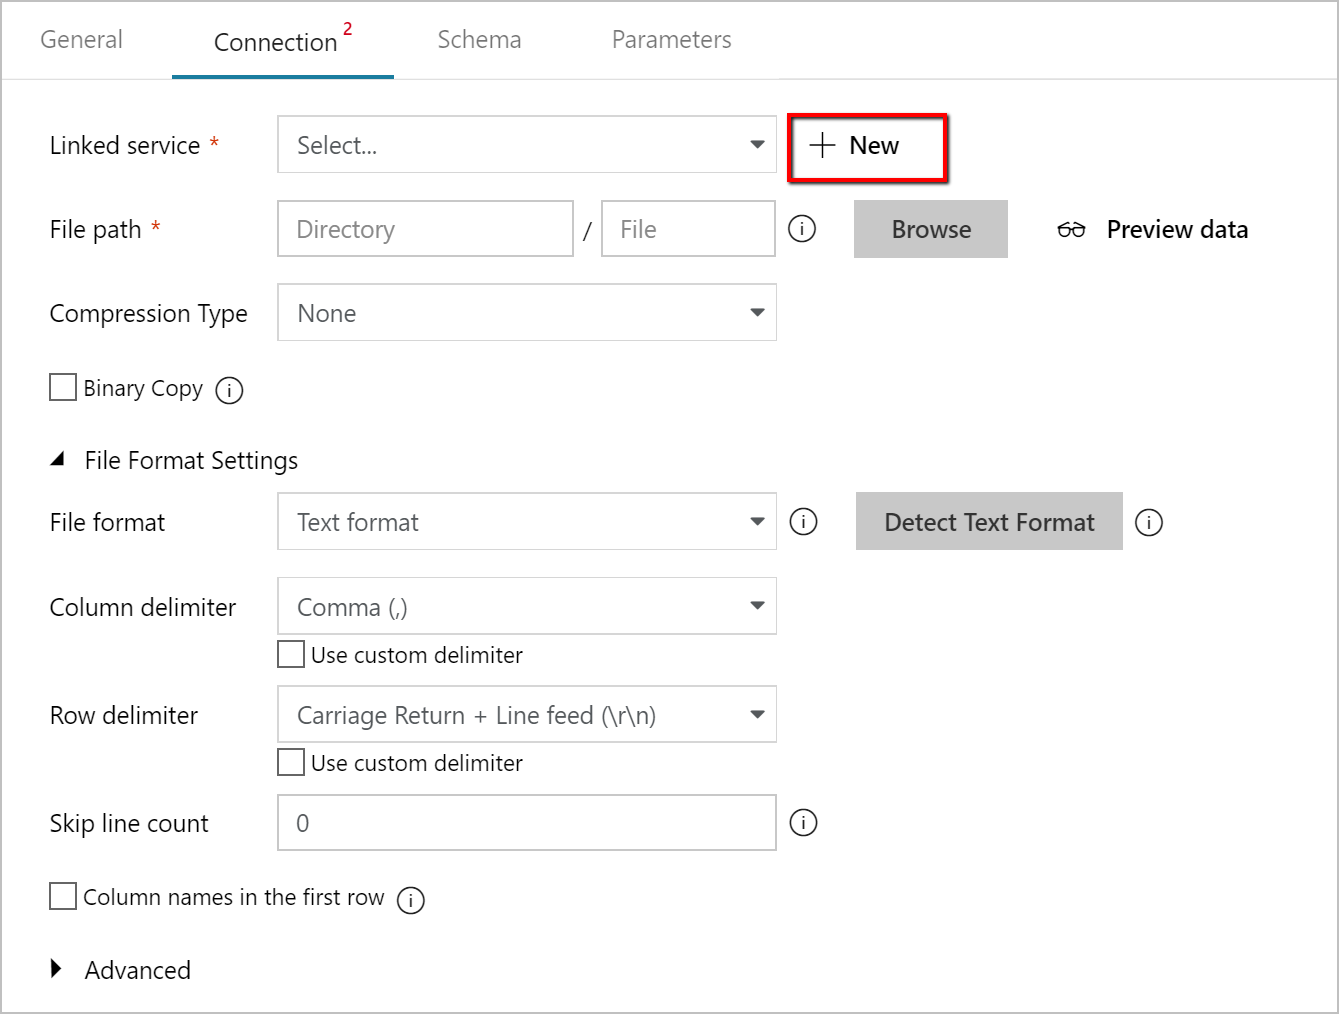 General Connection 2 Schema Parameters
Linked service * Select... + New
File path * Directory / File i Browse Preview data
Compression Type None
Binary Copy i
File Format Settings
File format Text format i Detect Text Format i
Column delimiter Comma (,)
Use custom delimiter
Row delimiter Carriage Return + Line feed (\r\n)
Use custom delimiter
Skip line count 0 i
Column names in the first row i
Advanced